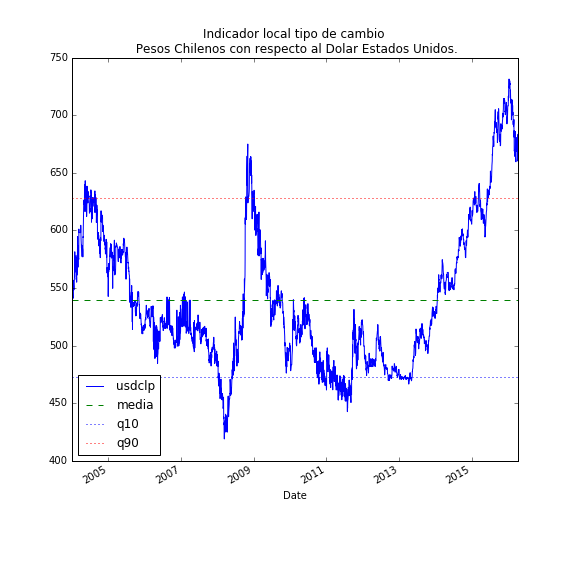 Indicador local tipo de cambio
Pesos Chilenos con respecto al Dolar Estados Unidos.
750
700
650
600
550
500
450
400
usdclp
media
q10
q90
2005
2007
2009
2011
2013
2015
Date